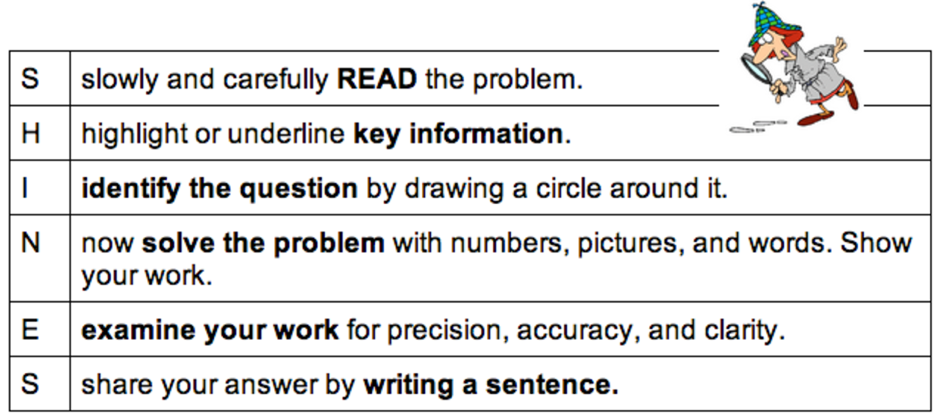 S slowly and carefully READ the problem.
H highlight or underline key information.
I identify the question by drawing a circle around it.
N now solve the problem with numbers, pictures, and words. Show
your work.
E examine your work for precision, accuracy, and clarity.
S share your answer by writing a sentence.